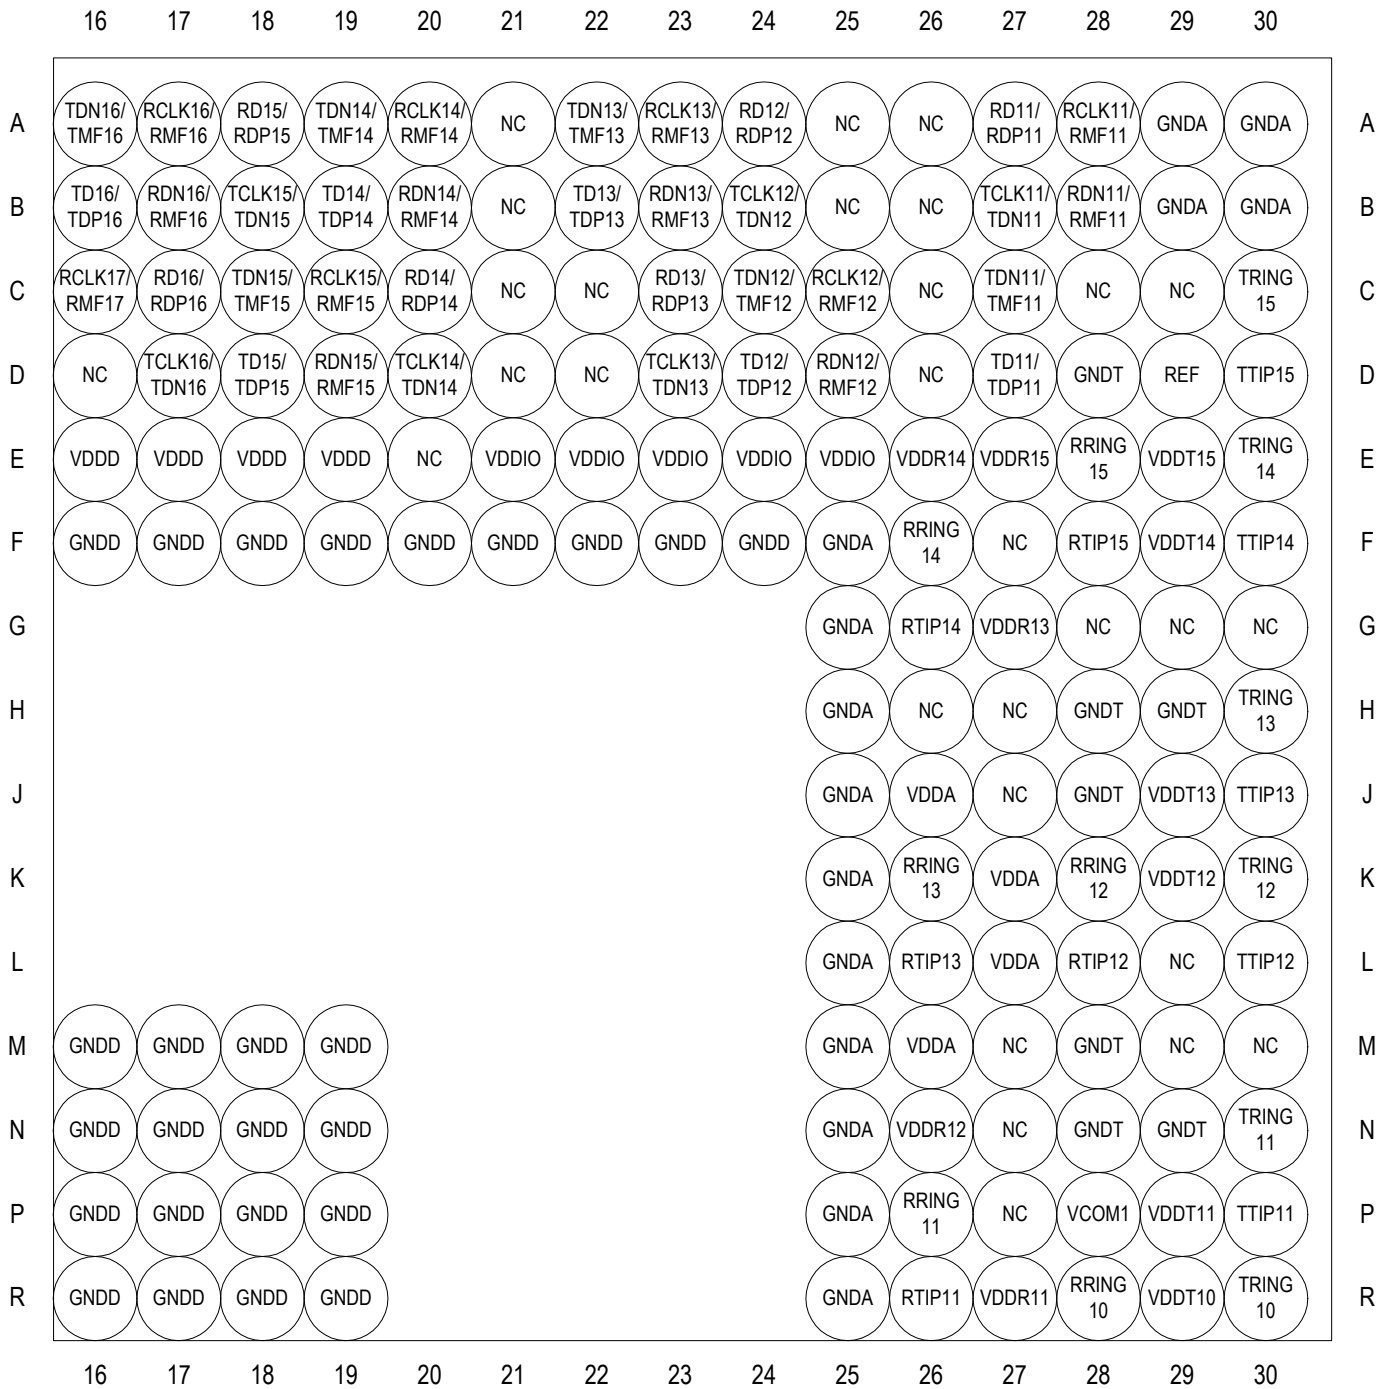 16 17 18 19 20 21 22 23 24 25 26 27 28 29 30
A TDN16/ TMF16 RCLK16/ RMF16 RD15/ RDP15 TDN14/ TMF14 RCLK14/ RMF14 NC TDN13/ TMF13 RCLK13/ RMF13 RD12/ RDP12 NC NC RD11/ RDP11 RCLK11/ RMF11 GNDA GNDA A
B TD16/ TDP16 RDN16/ RMF16 TCLK15/ TDN15 TD14/ TDP14 RDN14/ RMF14 NC TD13/ TDP13 RDN13/ RMF13 TCLK12/ TDN12 NC NC TCLK11/ TDN11 RDN11/ RMF11 GNDA GNDA B
C RCLK17/ RMF17 RD16/ RDP16 TDN15/ TMF15 RCLK15/ RMF15 RD14/ RDP14 NC NC RD13/ RDP13 TDN12/ TMF12 RCLK12/ RMF12 NC TDN11/ TMF11 NC NC TRING 15 C
D NC TCLK16/ TDN16 TD15/ TDP15 RDN15/ RMF15 TCLK14/ TDN14 NC NC TCLK13/ TDN13 TD12/ TDP12 RDN12/ RMF12 NC TD11/ TDP11 GNDT REF TTIP15 D
E VDDD VDDD VDDD VDDD NC VDDIO VDDIO VDDIO VDDIO VDDIO VDDR14 VDDR15 RRING 15 VDDT15 TRING 14 E
F GNDD GNDD GNDD GNDD GNDD GNDD GNDD GNDD GNDD GNDA RRING 14 NC RTIP15 VDDT14 TTIP14 F
G GNDA RTIP14 VDDR13 NC NC NC G
H GNDA NC NC GNDT GNDT TRING 13 H
J GNDA VDDA NC GNDT VDDT13 TTIP13 J
K GNDA RRING 13 VDDA RRING 12 VDDT12 TRING 12 K
L GNDA RTIP13 VDDA RTIP12 NC TTIP12 L
M GNDD GNDD GNDD GNDD GNDA VDDA NC GNDT NC NC M
N GNDD GNDD GNDD GNDD GNDA VDDR12 NC GNDT GNDT TRING 11 N
P GNDD GNDD GNDD GNDD GNDA RRING 11 NC VCOM1 VDDT11 TTIP11 P
R GNDD GNDD GNDD GNDD GNDA RTIP11 VDDR11 RRING 10 VDDT10 TRING 10 R
16 17 18 19 20 21 22 23 24 25 26 27 28 29 30